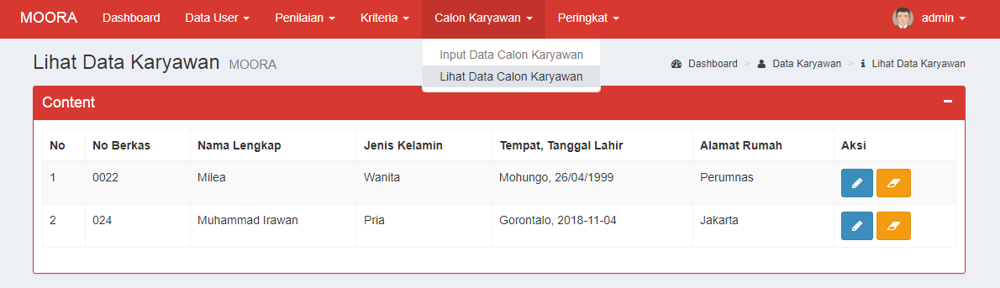 MOORA Dashboard Data User Penilaian Kriteria Calon Karyawan Peringkat admin
Input Data Calon Karyawan
Lihat Data Calon Karyawan
Lihat Data Karyawan MOORA
Dashboard > Data Karyawan > Lihat Data Karyawan
Content
No No Berkas Nama Lengkap Jenis Kelamin Tempat, Tanggal Lahir Alamat Rumah Aksi
1 0022 Milea Wanita Mohungo, 26/04/1999 Perumnas
2 024 Muhammad Irawan Pria Gorontalo, 2018-11-04 Jakarta